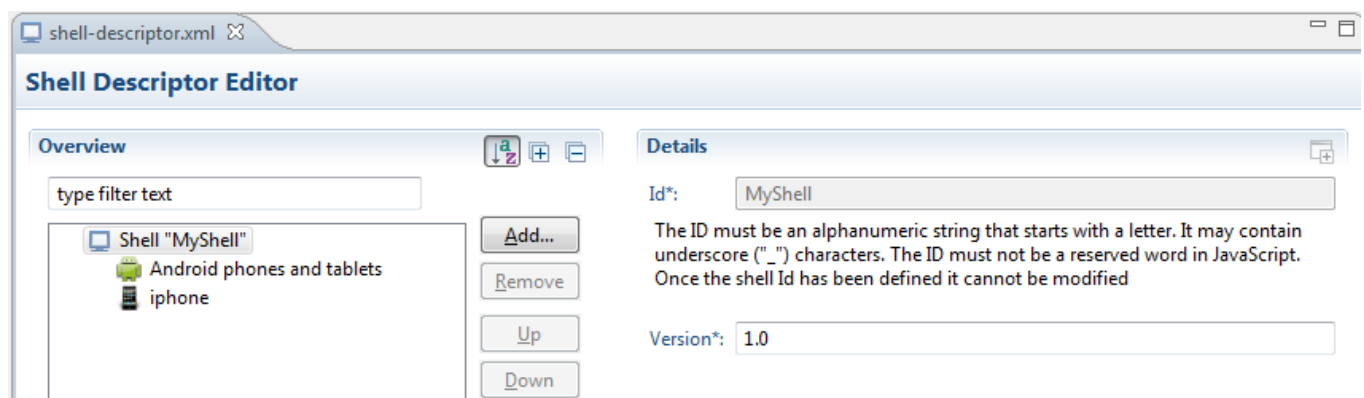 shell-descriptor.xml
Shell Descriptor Editor
Overview
type filter text
Shell "MyShell"
Android phones and tablets
iphone
Add...
Remove
Up
Down
Details
Id*:
MyShell
The ID must be an alphanumeric string that starts with a letter. It may contain
underscore ("_") characters. The ID must not be a reserved word in JavaScript.
Once the shell Id has been defined it cannot be modified
Version*:
1.0